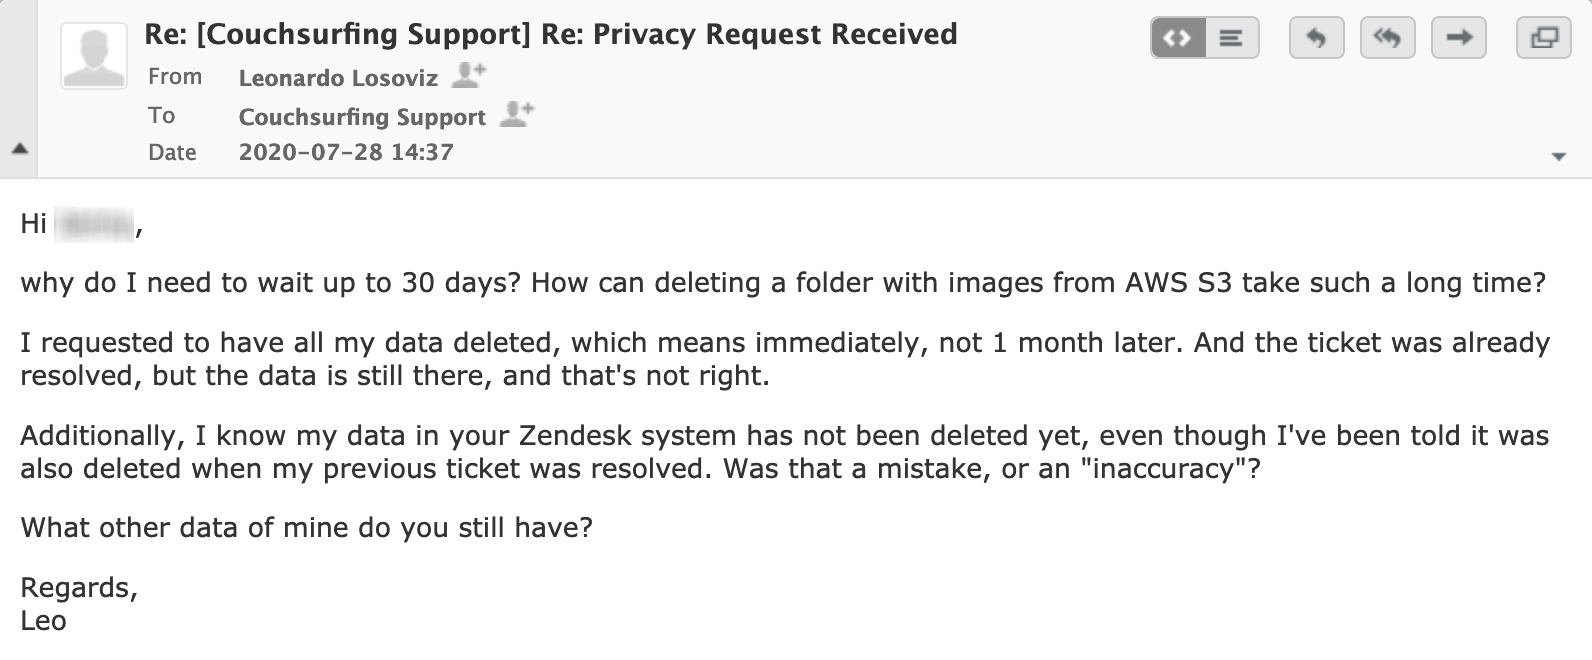 Re: [Couchsurfing Support] Re: Privacy Request Received
From Leonardo Losoviz
To Couchsurfing Support
Date 2020-07-28 14:37
Hi ,
why do I need to wait up to 30 days? How can deleting a folder with images from AWS S3 take such a long time?
I requested to have all my data deleted, which means immediately, not 1 month later. And the ticket was already
resolved, but the data is still there, and that's not right.
Additionally, I know my data in your Zendesk system has not been deleted yet, even though I've been told it was
also deleted when my previous ticket was resolved. Was that a mistake, or an "inaccuracy"?
What other data of mine do you still have?
Regards,
Leo